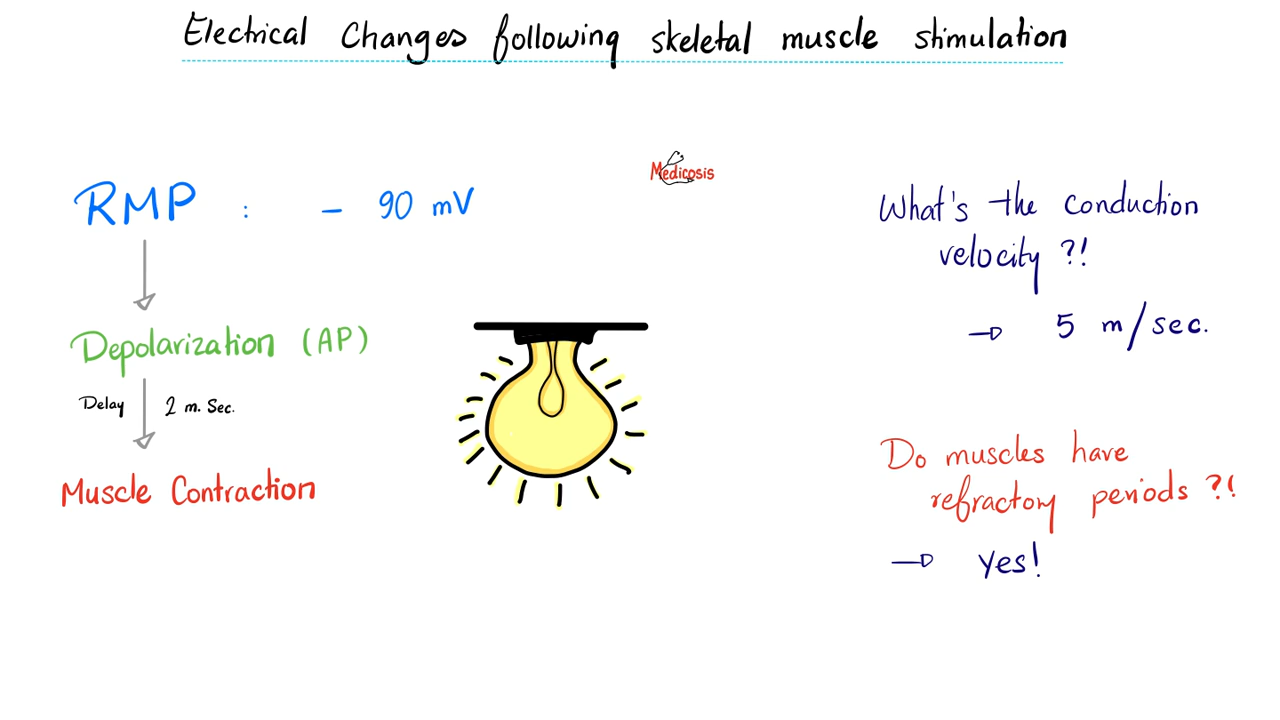 Electrical Changes following skeletal muscle stimulation
Medicosis
RMP : - 90 mV
Depolarization (AP)
Delay 2 m. Sec.
Muscle Contraction
What's the conduction
velocity ?!
→ 5 m/sec.
Do muscles have
refractory periods ?!
→ yes!